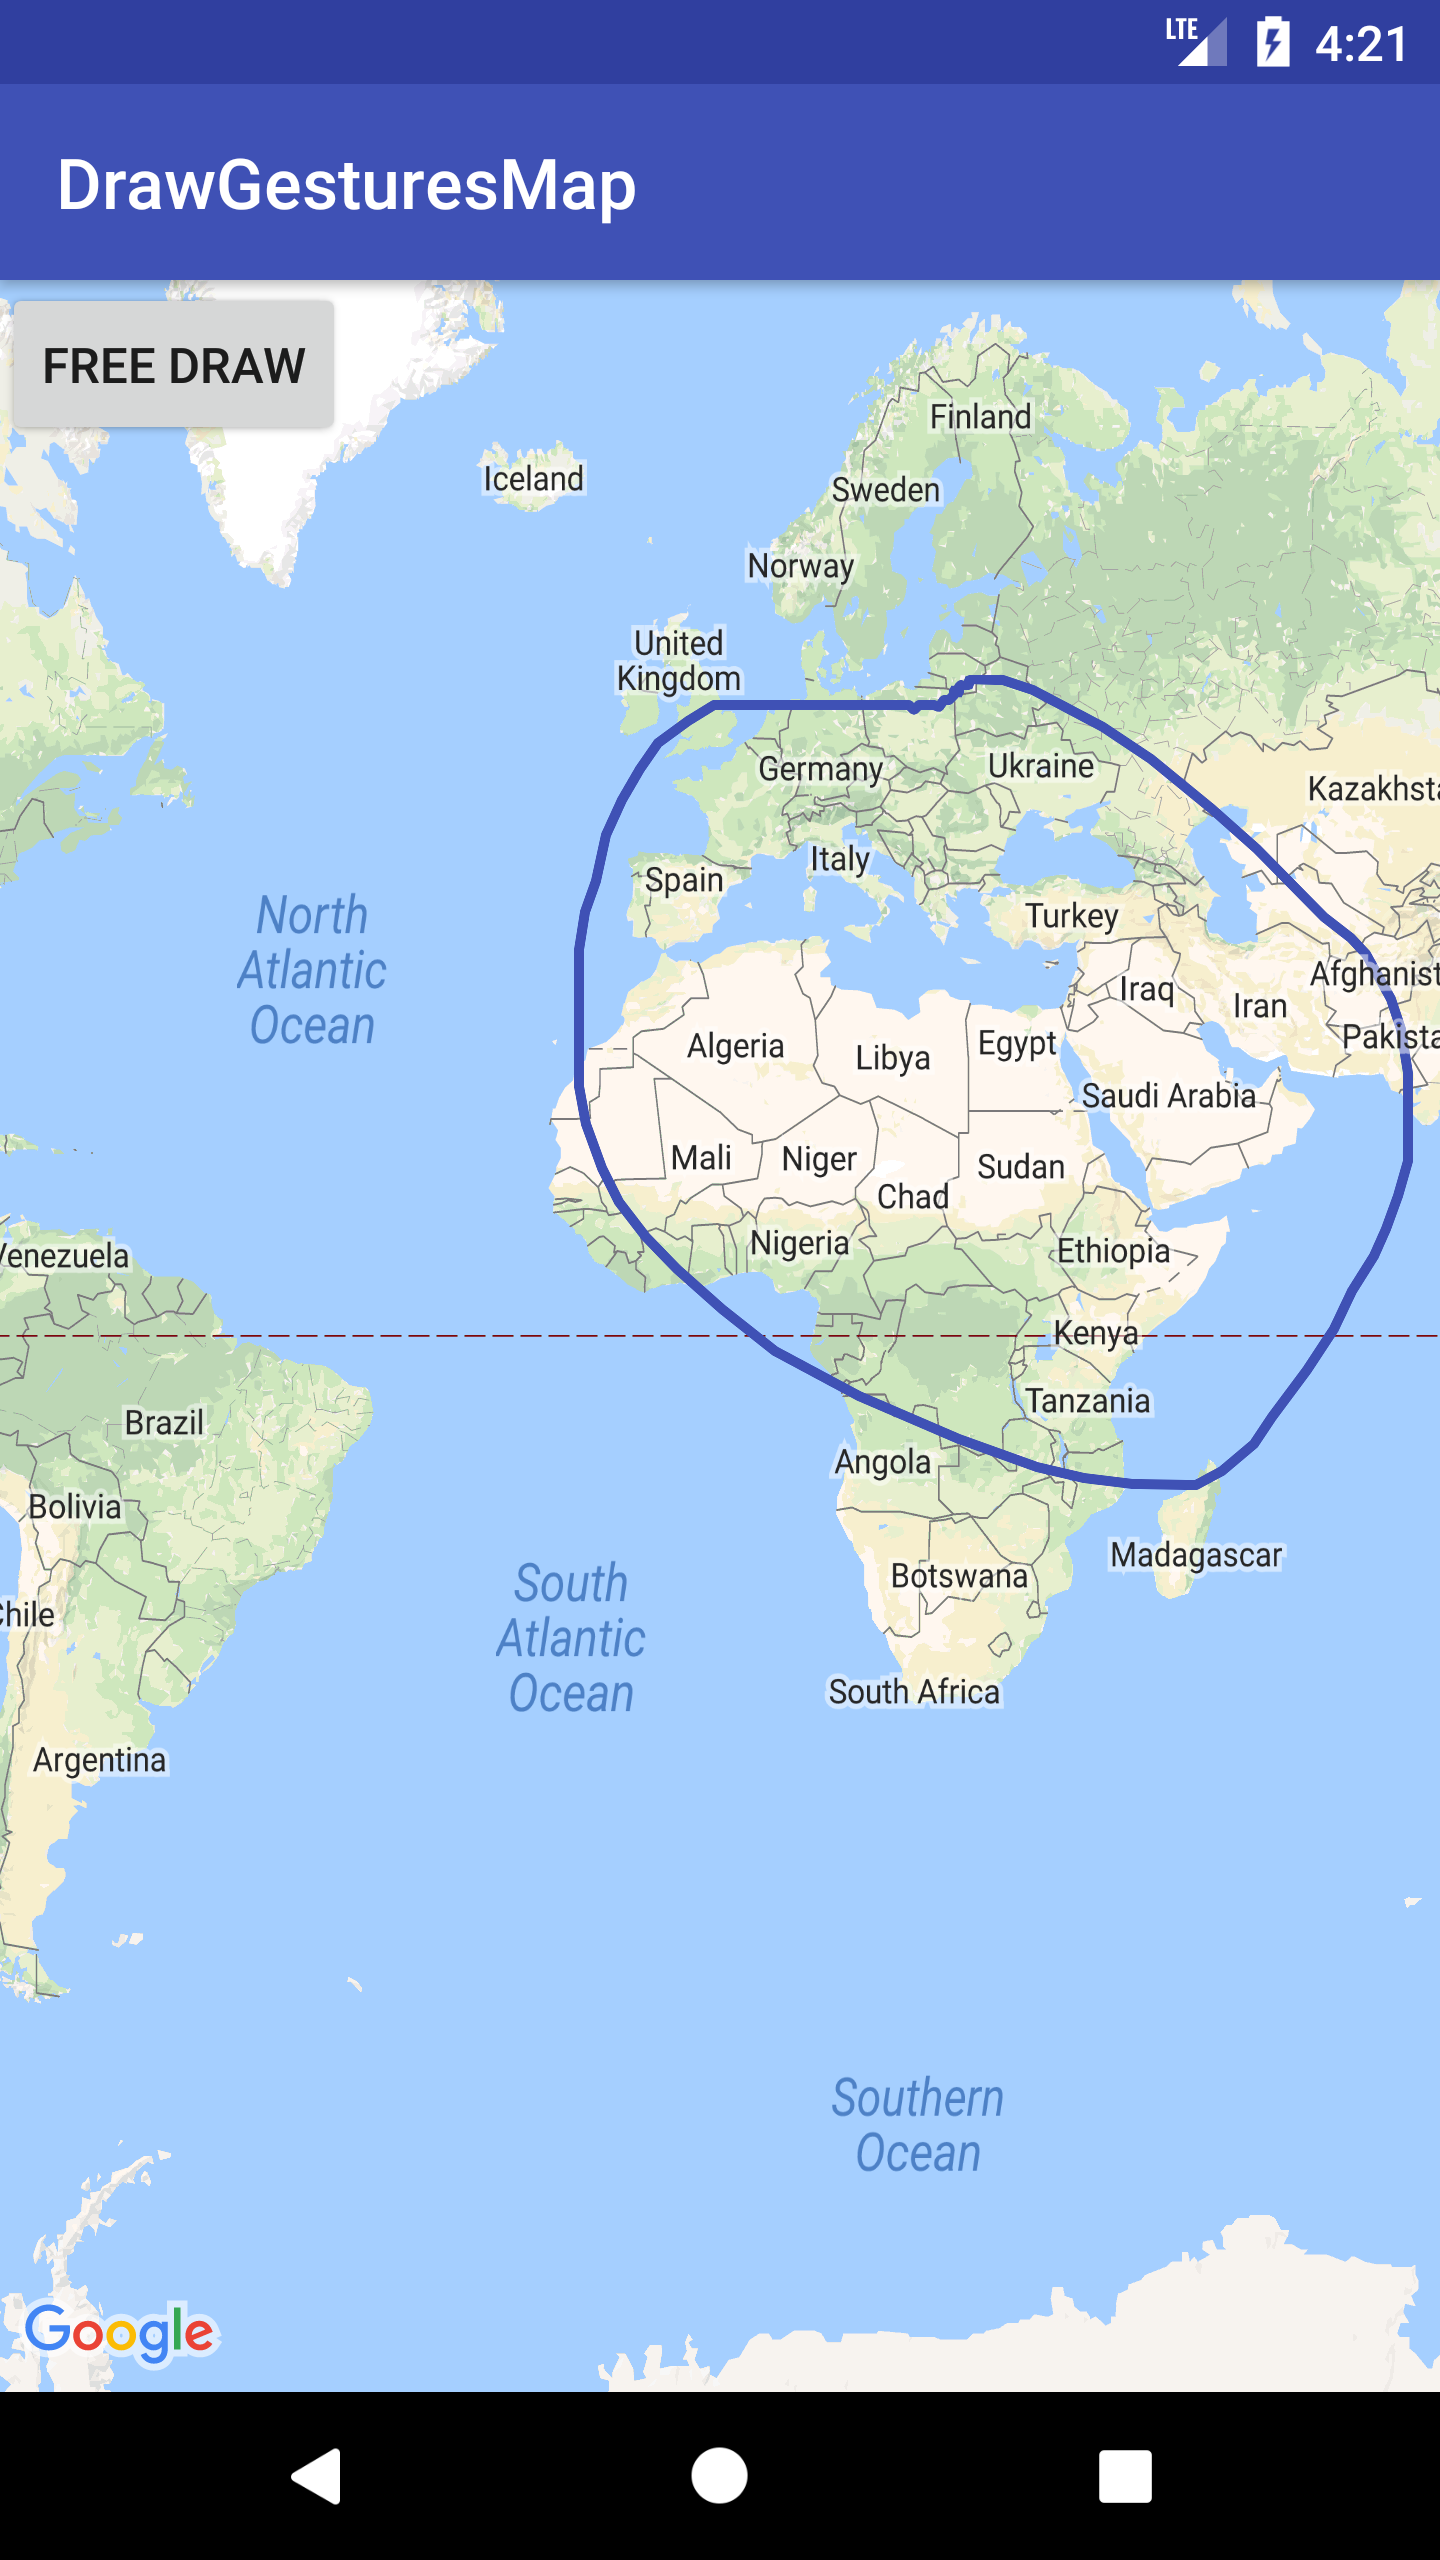 LTE 4:21
DrawGesturesMap
FREE DRAW
Finland
Iceland
Sweden
Norway
United
Kingdom
Germany
Ukraine
Kazakhsta
Italy
Spain
North
Atlantic
Ocean
Turkey
Afghanist
Iraq
Iran
Algeria
Libya
Egypt
Pakista
Saudi Arabia
Mali
Niger
Sudan
Chad
Nigeria
Ethiopia
Venezuela
Kenya
Tanzania
Brazil
Angola
Bolivia
Madagascar
Botswana
South
Atlantic
Ocean
Chile
South Africa
Argentina
Southern
Ocean
Google